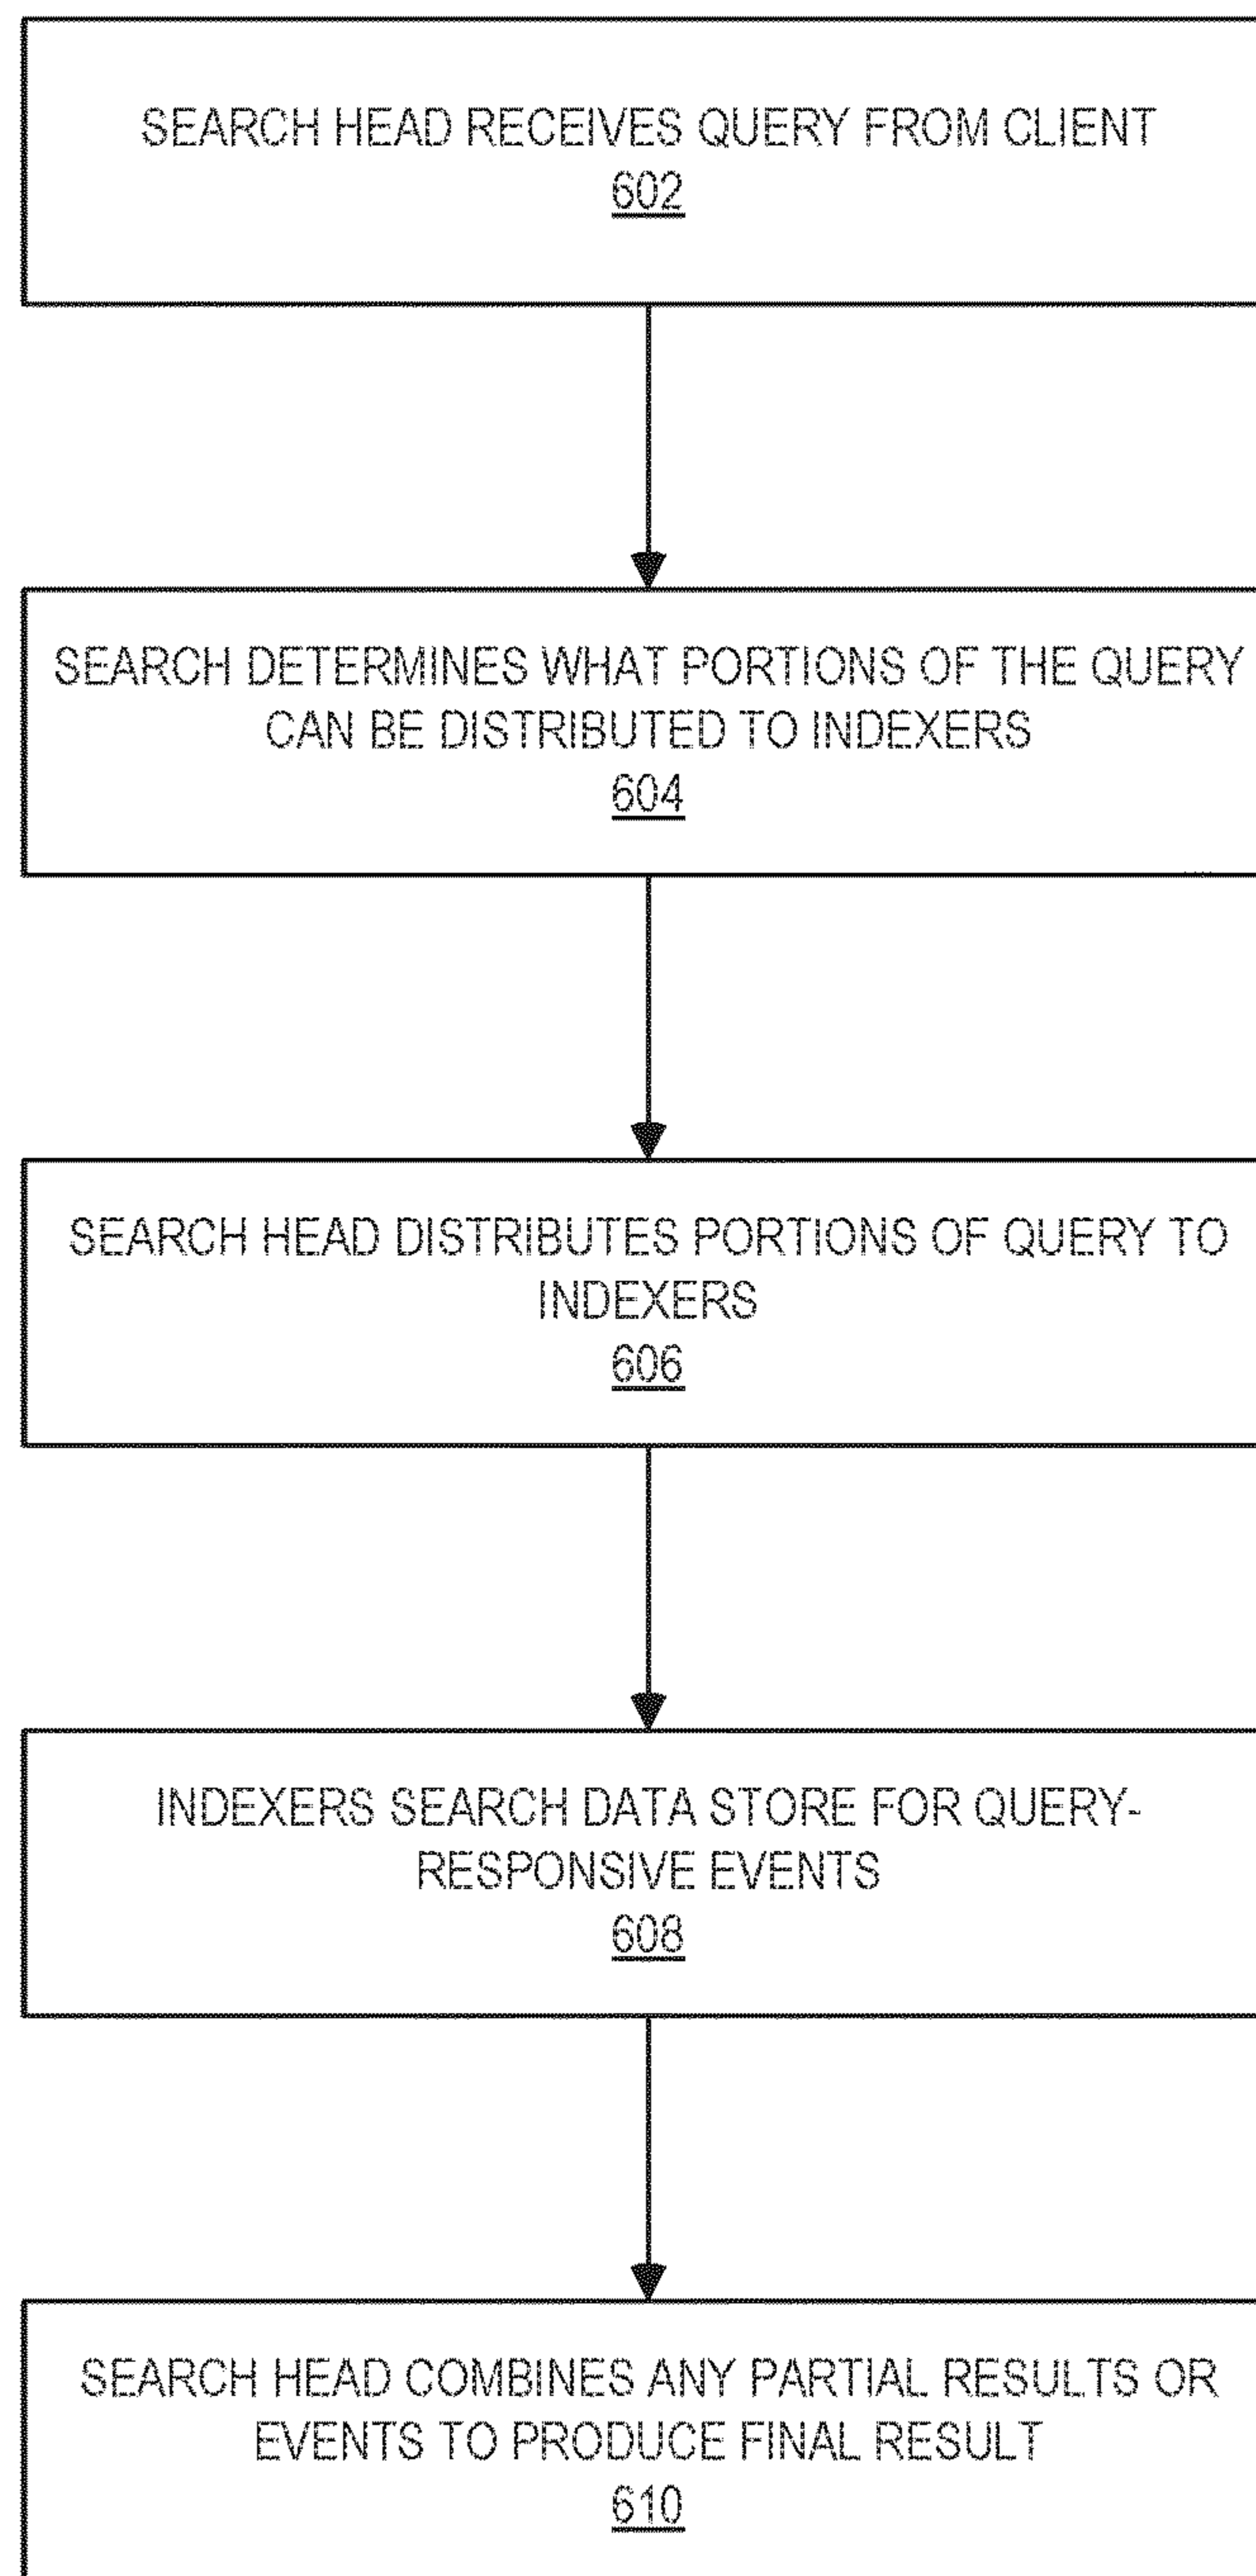 SEARCH HEAD RECEIVES QUERY FROM CLIENT
602
SEARCH DETERMINES WHAT PORTIONS OF THE QUERY
CAN BE DISTRIBUTED TO INDEXERS
604
SEARCH HEAD DISTRIBUTES PORTIONS OF QUERY TO
INDEXERS
606
INDEXERS SEARCH DATA STORE FOR QUERY-
RESPONSIVE EVENTS
608
SEARCH HEAD COMBINES ANY PARTIAL RESULTS OR
EVENTS TO PRODUCE FINAL RESULT
610